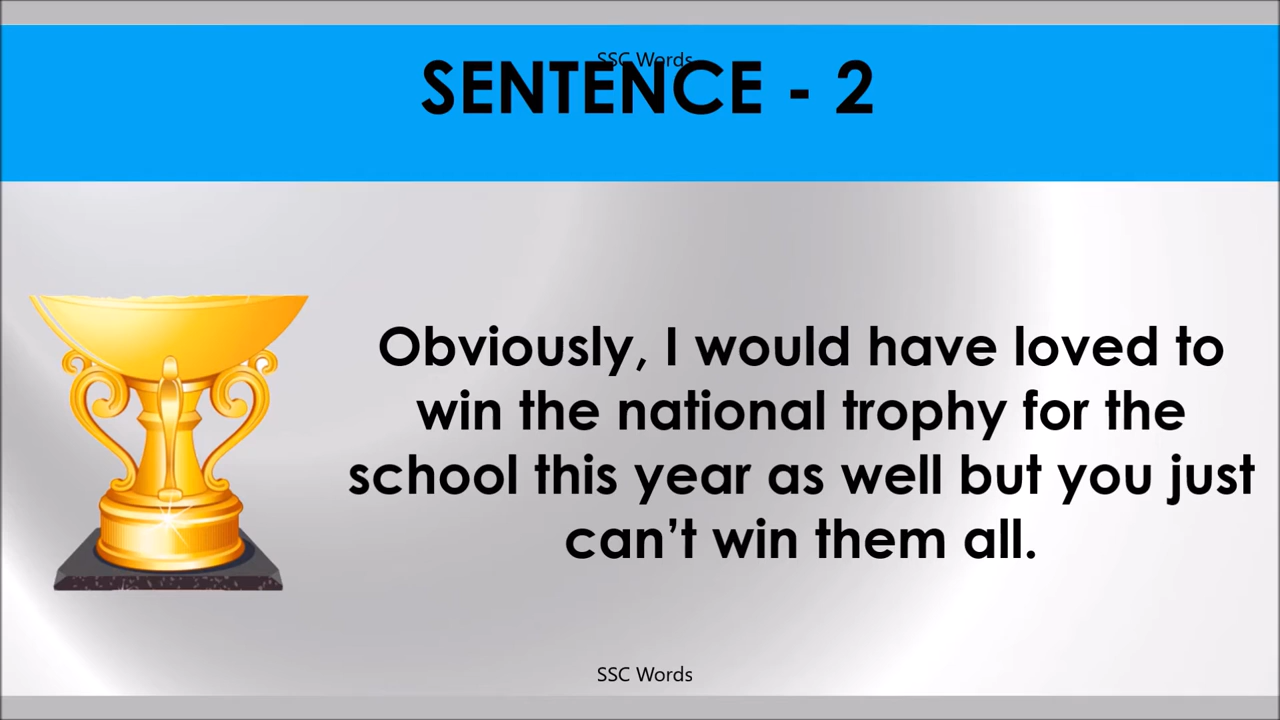 SSC Words
SENTENCE - 2
Obviously, I would have loved to
win the national trophy for the
school this year as well but you just
can’t win them all.
SSC Words